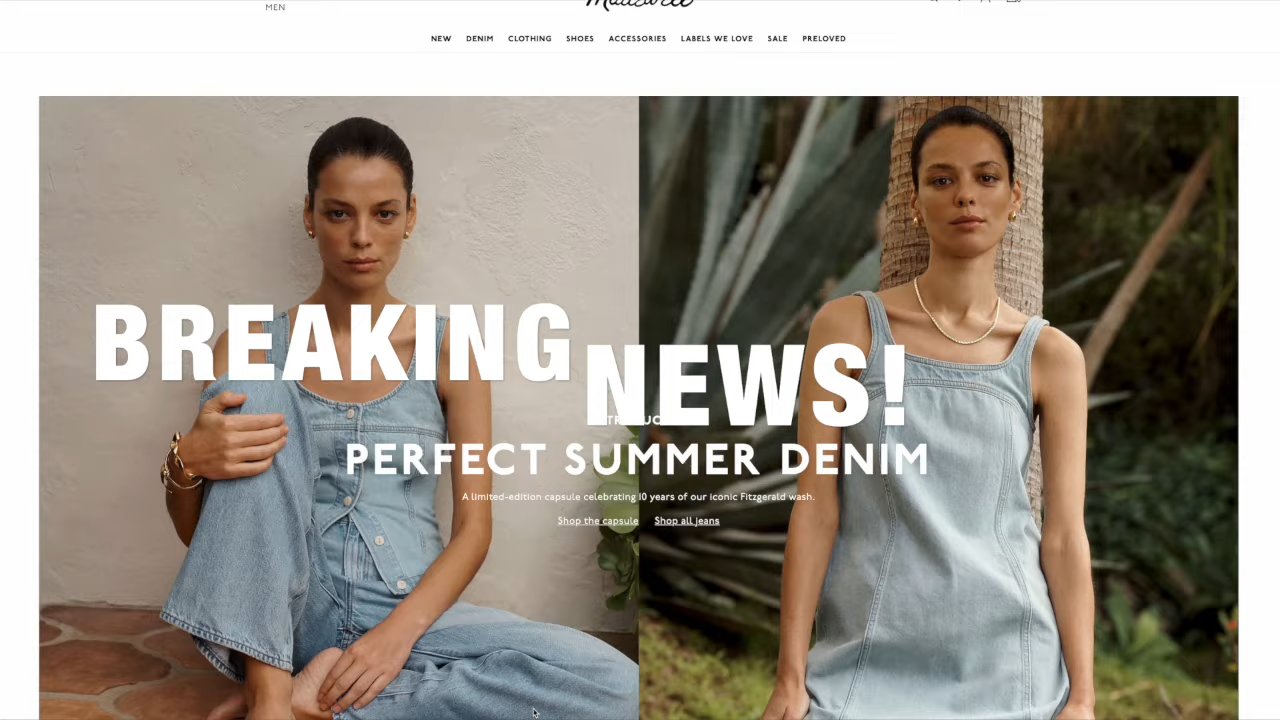 MEN
Madewell
NEW DENIM CLOTHING SHOES ACCESSORIES LABELS WE LOVE SALE PRELOVED
BREAKING
NEWS!
PERFECT SUMMER DENIM
A limited-edition capsule celebrating 10 years of our iconic Fitzgerald wash.
Shop the capsule Shop all jeans